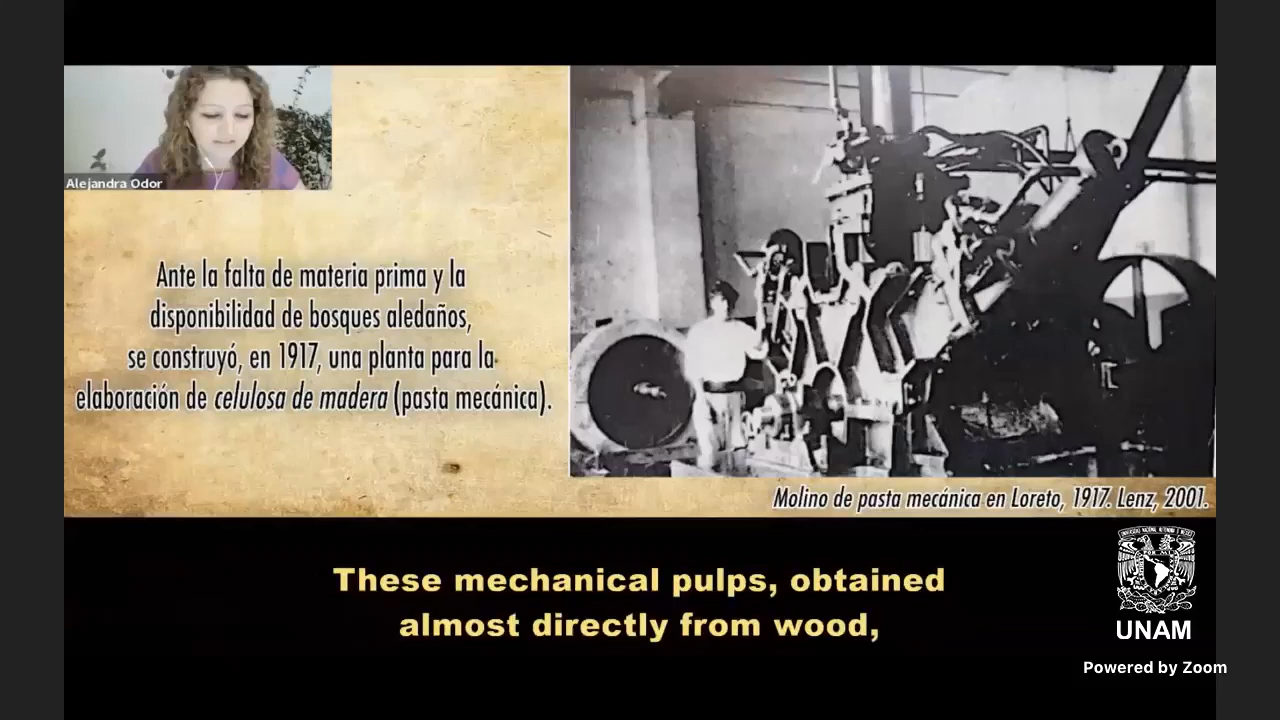 Alejandra Odor
Ante la falta de materia prima y la
disponibilidad de bosques aledaños,
se construyó, en 1917, una planta para la
elaboración de celulosa de madera (pasta mecánica).
Molino de pasta mecánica en Loreto, 1917. Lenz, 2001.
These mechanical pulps, obtained
almost directly from wood,
UNAM
Powered by Zoom